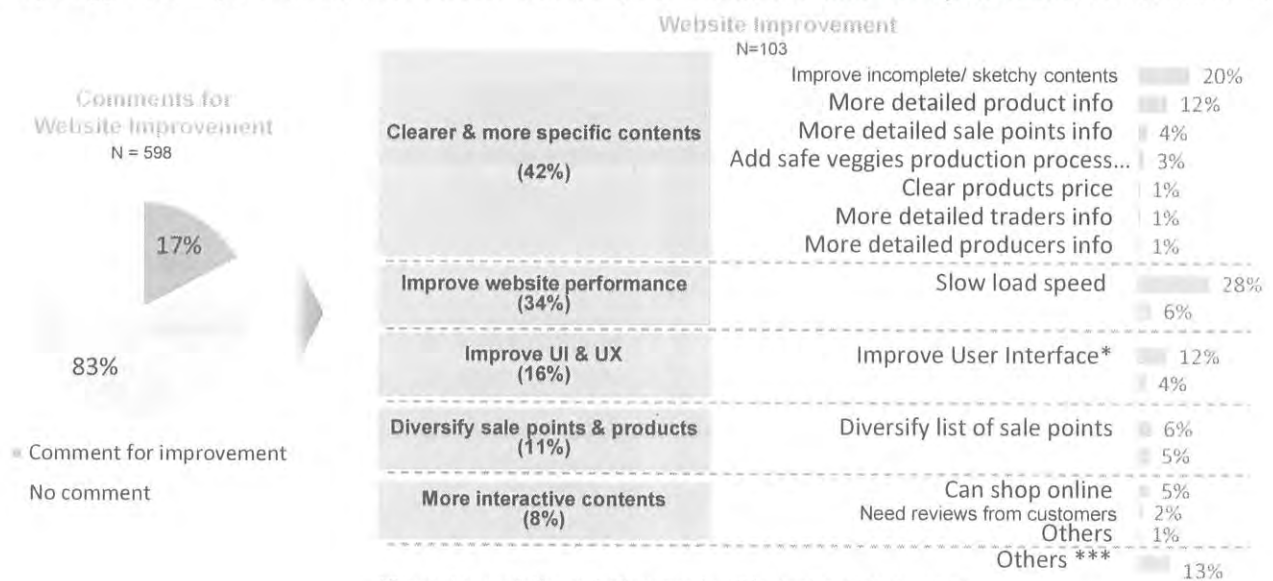 Website Improvement
N=103
Comments for
Website Improvement
N = 598
17%
83%
Comment for improvement
No comment
Clearer & more specific contents
(42%)
Improve incomplete/ sketchy contents 20%
More detailed product info 12%
More detailed sale points info 4%
Add safe veggies production process... 3%
Clear products price 1%
More detailed traders info 1%
More detailed producers info 1%
Improve website performance
(34%)
Slow load speed 28%
6%
Improve UI & UX
(16%)
Improve User Interface* 12%
4%
Diversify sale points & products
(11%)
Diversify list of sale points 6%
5%
More interactive contents
(8%)
Can shop online 5%
Need reviews from customers 2%
Others 1%
Others *** 13%